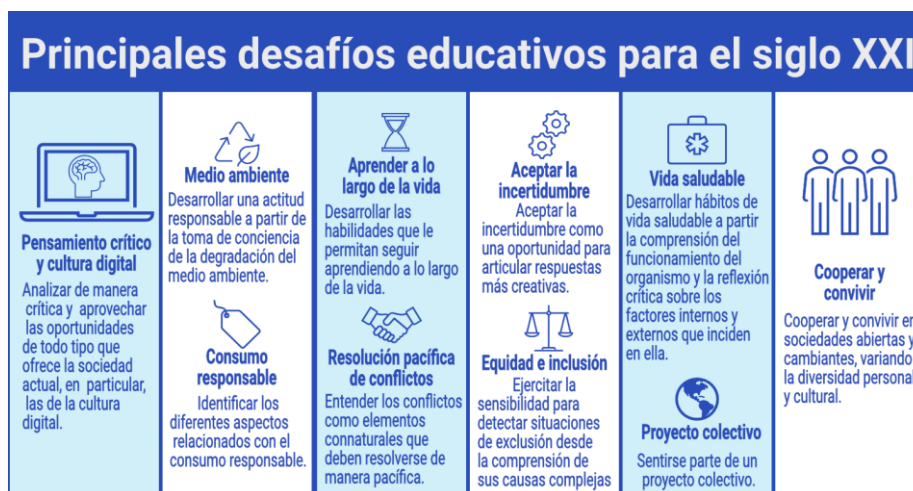 Principales desafíos educativos para el siglo XXI
Pensamiento crítico
y cultura digital
Analizar de manera
crítica y aprovechar
las oportunidades
de todo tipo que
ofrece la sociedad
actual, en particular,
las de la cultura
digital.
Medio ambiente
Desarrollar una actitud
responsable a partir de
la toma de conciencia
de la degradación del
medio ambiente.
Consumo
responsable
Identificar los
diferentes aspectos
relacionados con el
consumo responsable.
Aprender a lo
largo de la vida
Desarrollar las
habilidades que le
permitan seguir
aprendiendo a lo largo
de la vida.
Resolución pacífica
de conflictos
Entender los conflictos
como elementos
connaturales que
deben resolverse de
manera pacífica.
Aceptar la
incertidumbre
Aceptar la
incertidumbre como
una oportunidad para
articular respuestas
más creativas.
Equidad e inclusión
Ejercitar la
sensibilidad para
detectar situaciones
de exclusión desde
la comprensión de
sus causas complejas
Vida saludable
Desarrollar hábitos de
vida saludable a partir
la comprensión del
funcionamiento del
organismo y la reflexión
crítica sobre los
factores internos y
externos que inciden
en ella.
Proyecto colectivo
Sentirse parte de un
proyecto colectivo.
Cooperar y
convivir
Cooperar y convivir en
sociedades abiertas y
cambiantes, variando
la diversidad personal
y cultural.